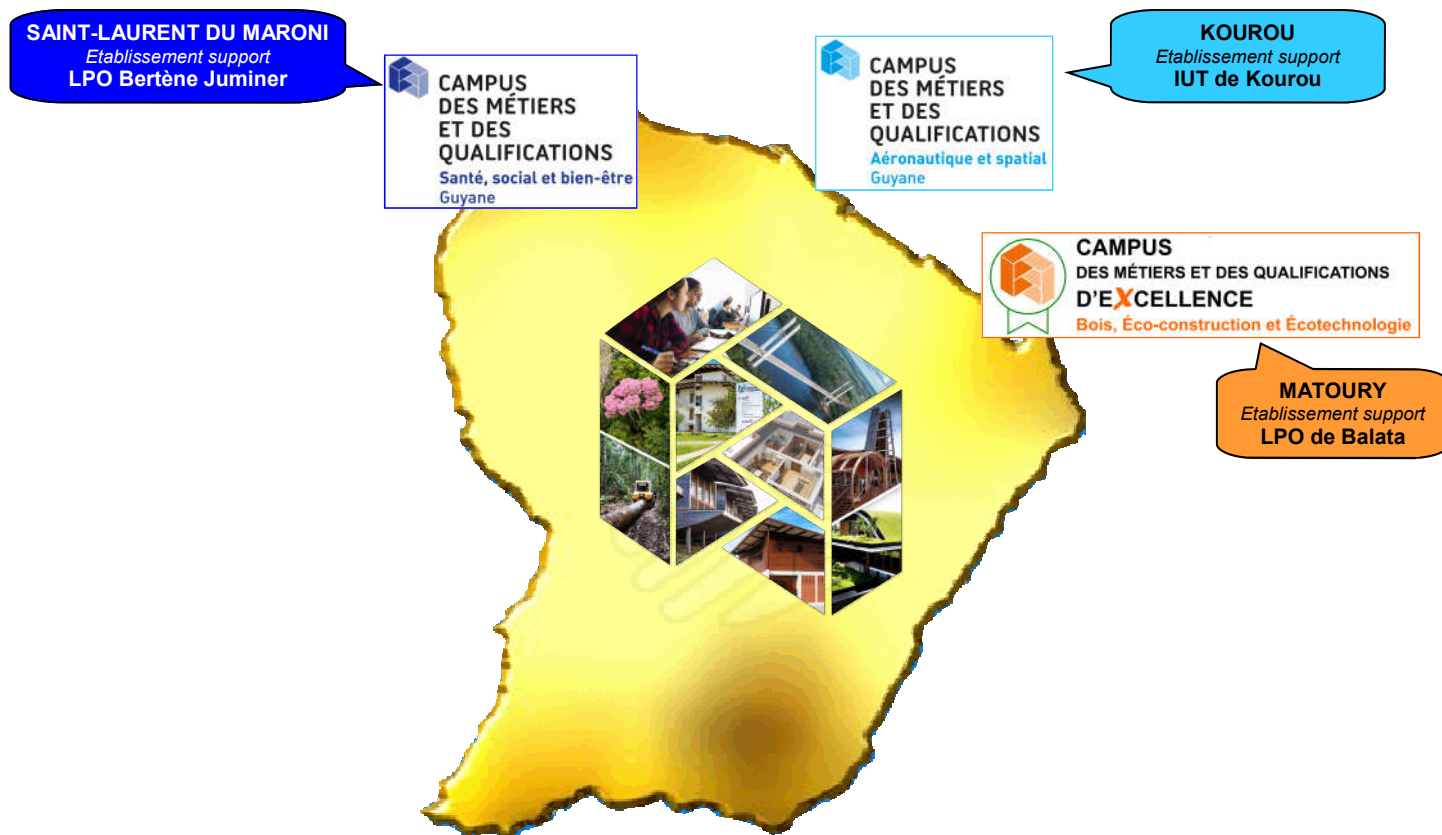 SAINT-LAURENT DU MARONI
Etablissement support
LPO Bertène Juminer
CAMPUS
DES MÉTIERS
ET DES
QUALIFICATIONS
Santé, social et bien-être
Guyane
CAMPUS
DES MÉTIERS
ET DES
QUALIFICATIONS
Aéronautique et spatial
Guyane
KOUROU
Etablissement support
IUT de Kourou
CAMPUS
DES MÉTIERS ET DES QUALIFICATIONS
D'EXCELLENCE
Bois, Éco-construction et Écotechnologie
MATOURY
Etablissement support
LPO de Balata